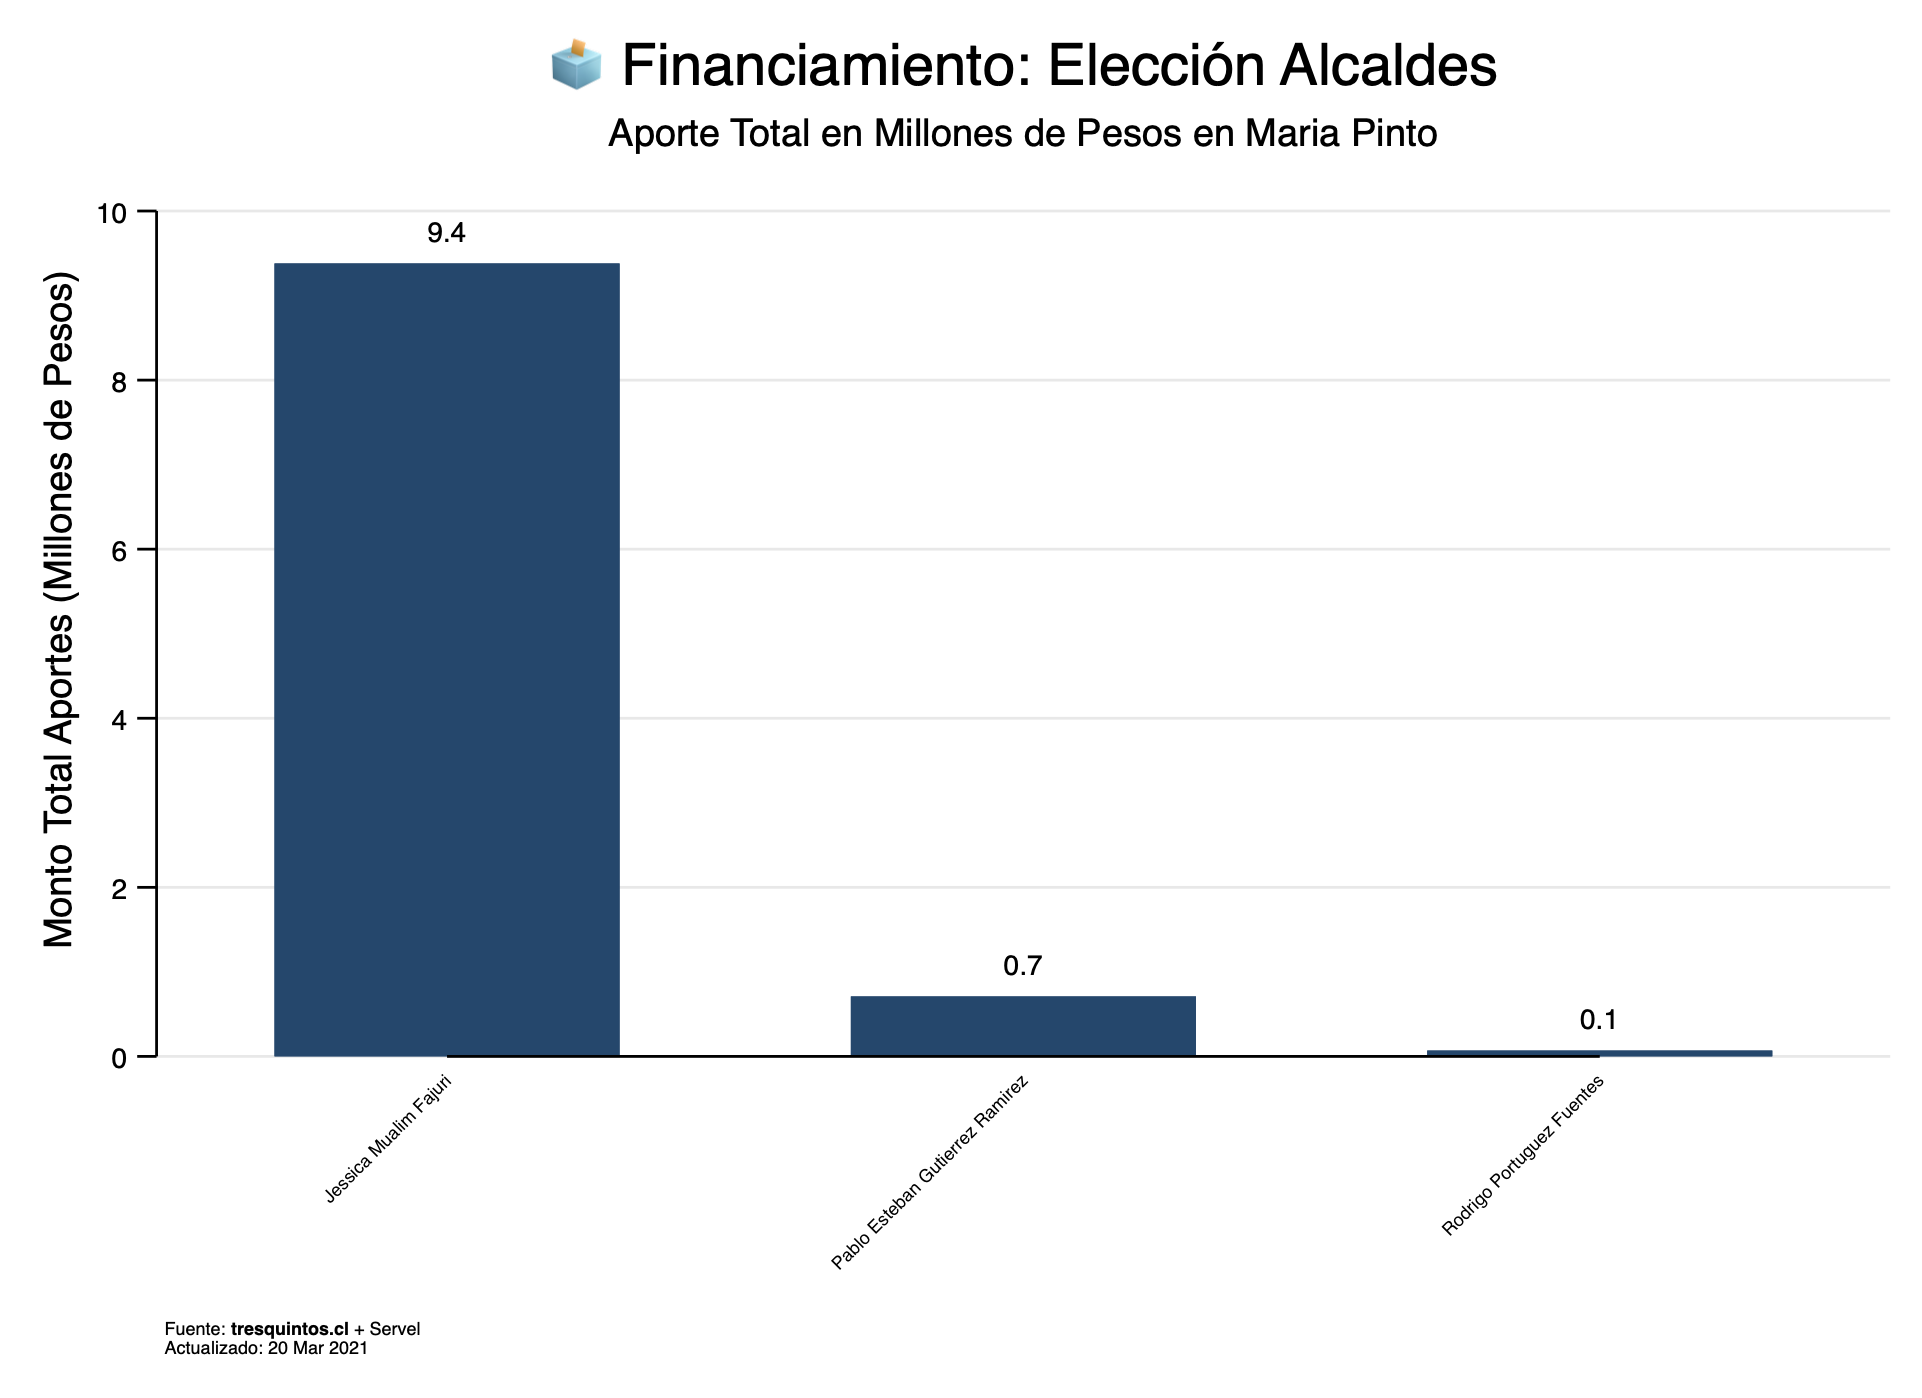 Financiamiento: Elección Alcaldes
Aporte Total en Millones de Pesos en Maria Pinto
Monto Total Aportes (Millones de Pesos)
10
8
6
4
2
0
9.4
0.7
0.1
Jessica Mualim Fajuri
Pablo Esteban Gutierrez Ramirez
Rodrigo Portuguez Fuentes
Fuente: tresquintos.cl + Servel
Actualizado: 20 Mar 2021